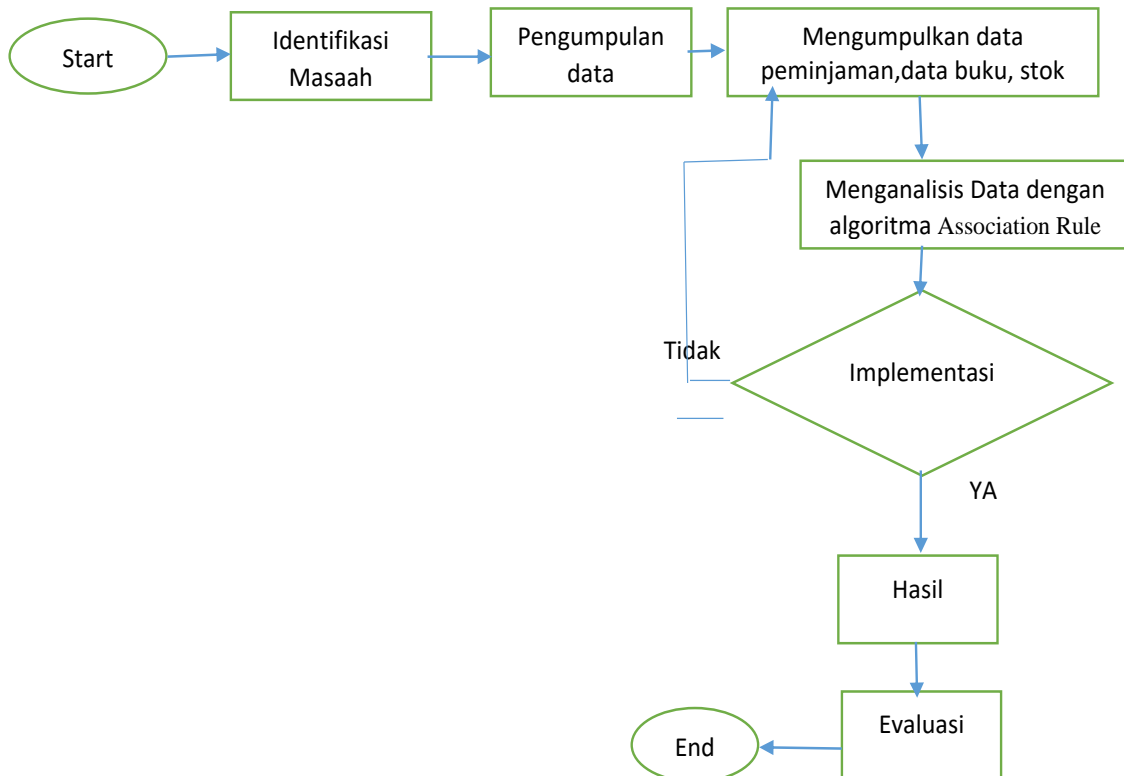 Start
Identifikasi
Masaah
Pengumpulan
data
Mengumpulkan data
peminjaman,data buku, stok
Menganalisis Data dengan
algoritma Association Rule
Tidak
Implementasi
YA
Hasil
Evaluasi
End